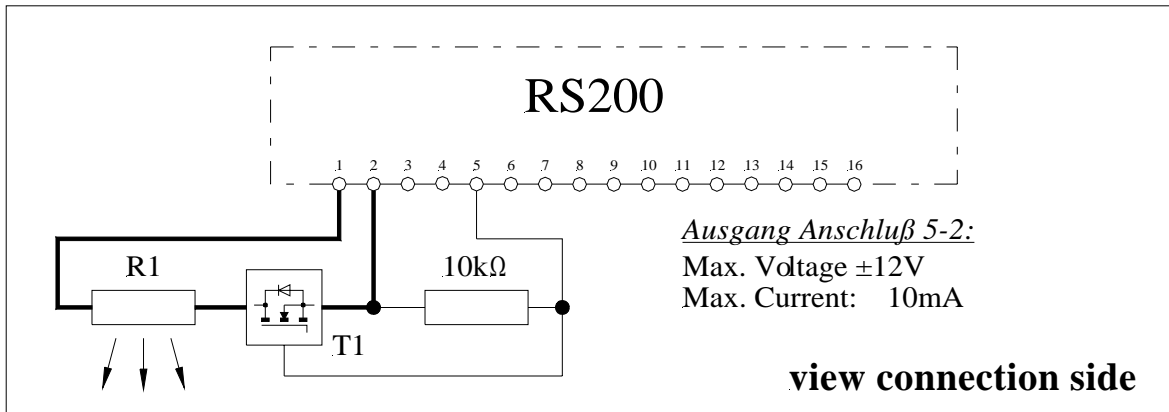 RS200
1 2 3 4 5 6 7 8 9 10 11 12 13 14 15 16
Ausgang Anschluß 5-2:
R1 10kΩ Max. Voltage ±12V
Max. Current: 10mA
T1
view connection side